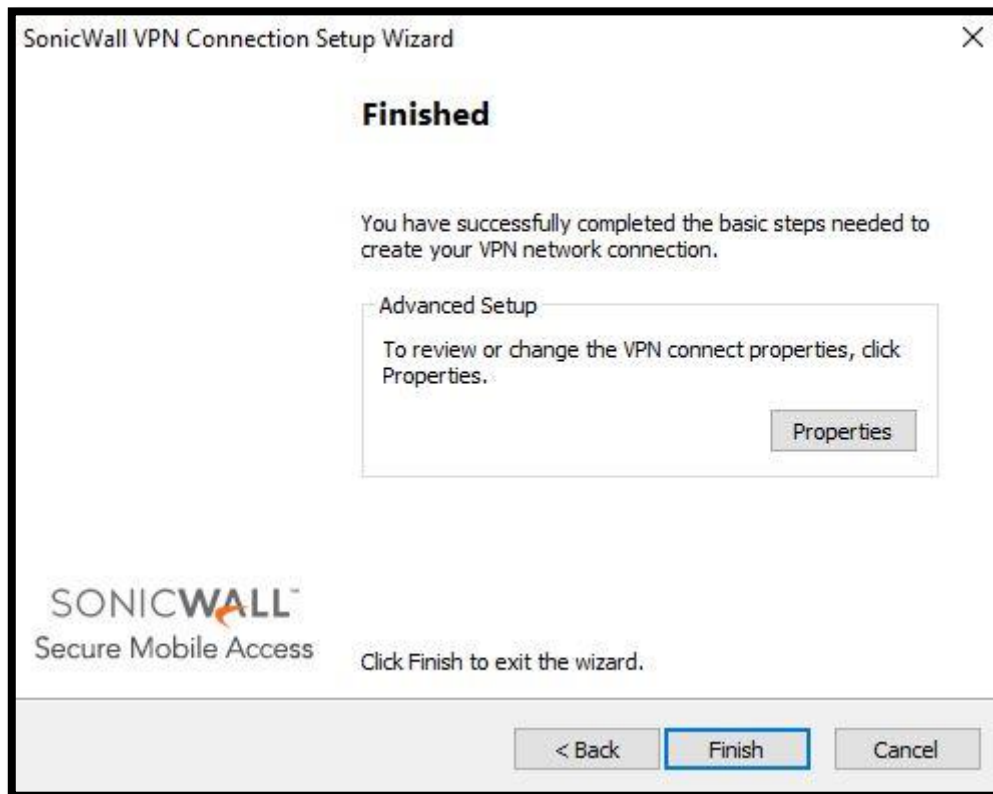 SonicWall VPN Connection Setup Wizard
Finished
You have successfully completed the basic steps needed to
create your VPN network connection.
Advanced Setup
To review or change the VPN connect properties, click
Properties.
Properties
SONICWALL™
Secure Mobile Access
Click Finish to exit the wizard.
< Back Finish Cancel